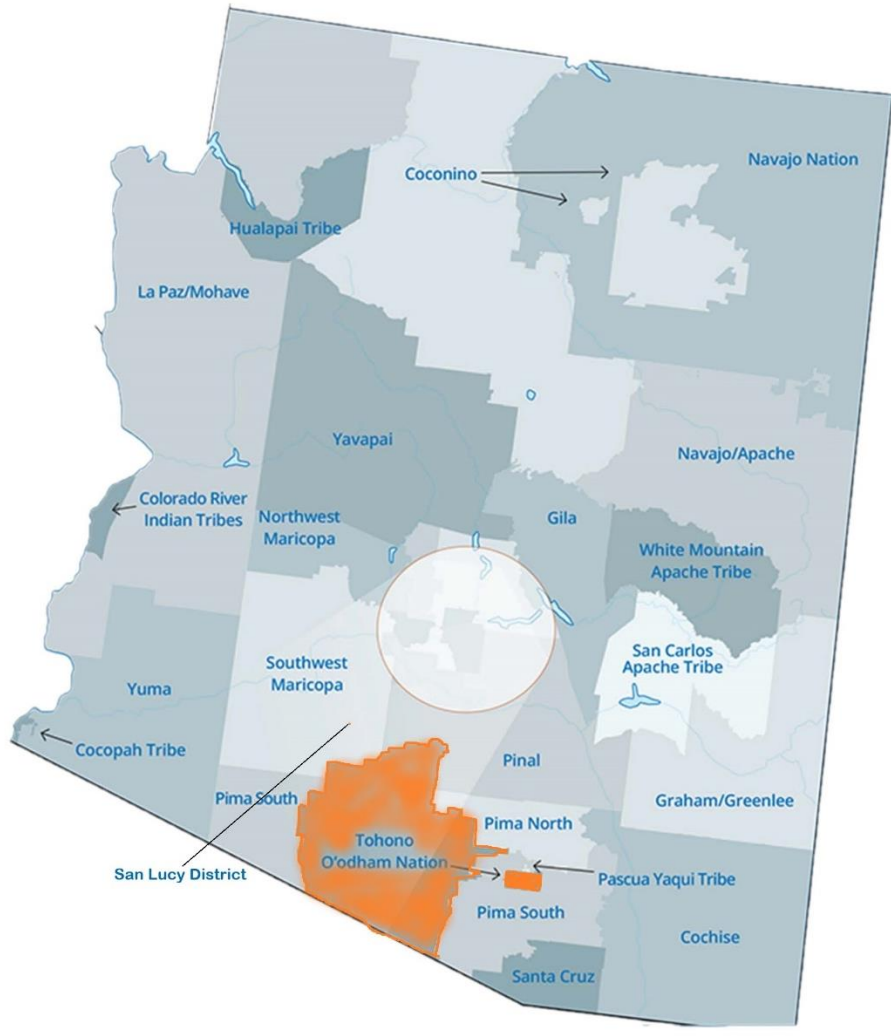 Navajo Nation
Coconino
Hualapai Tribe
La Paz/Mohave
Yavapai
Navajo/Apache
Colorado River
Indian Tribes
Northwest
Maricopa
Gila
White Mountain
Apache Tribe
San Carlos
Apache Tribe
Southwest
Maricopa
Yuma
Cocopah Tribe
Pinal
Pima South
Graham/Greenlee
Pima North
Tohono
O'odham Nation
San Lucy District
Pascua Yaqui Tribe
Pima South
Cochise
Santa Cruz